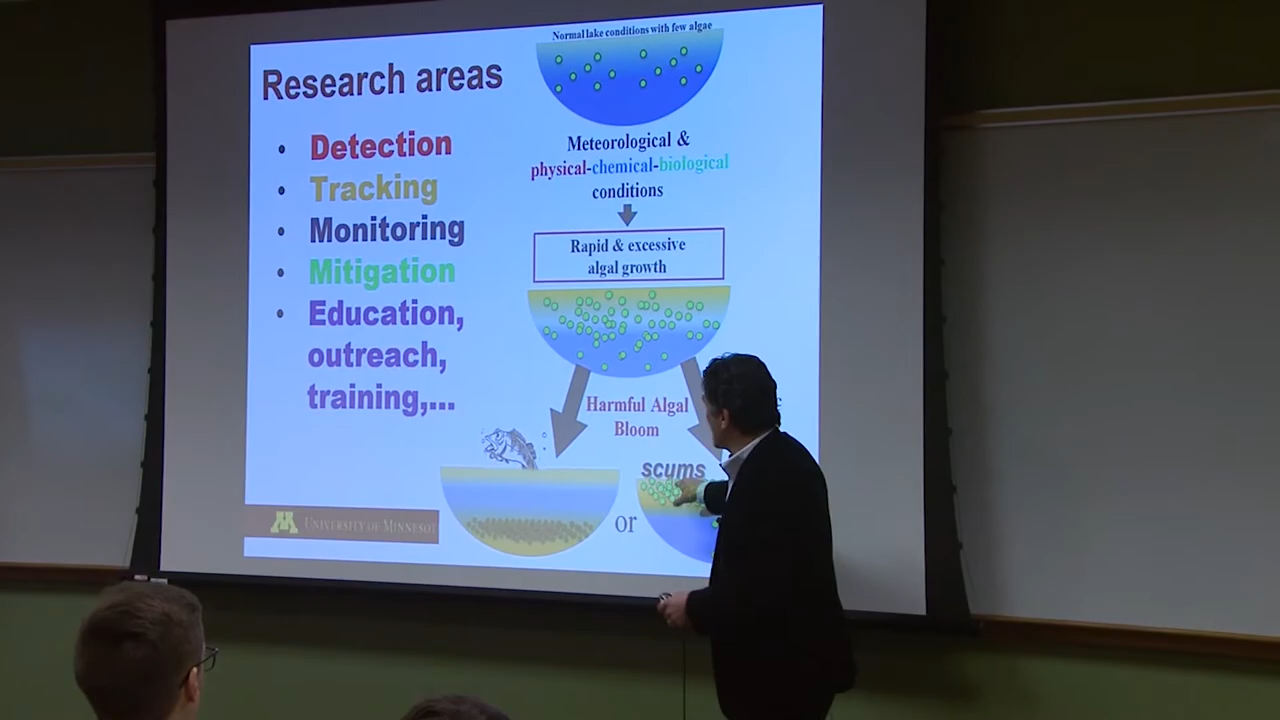 Research areas
• Detection
• Tracking
• Monitoring
• Mitigation
• Education,
outreach,
training,...
Normal lake conditions with few algae
Meteorological &
physical-chemical-biological
conditions
Rapid & excessive
algal growth
Harmful Algal
Bloom
scums
or
M UNIVERSITY OF MINNESOT